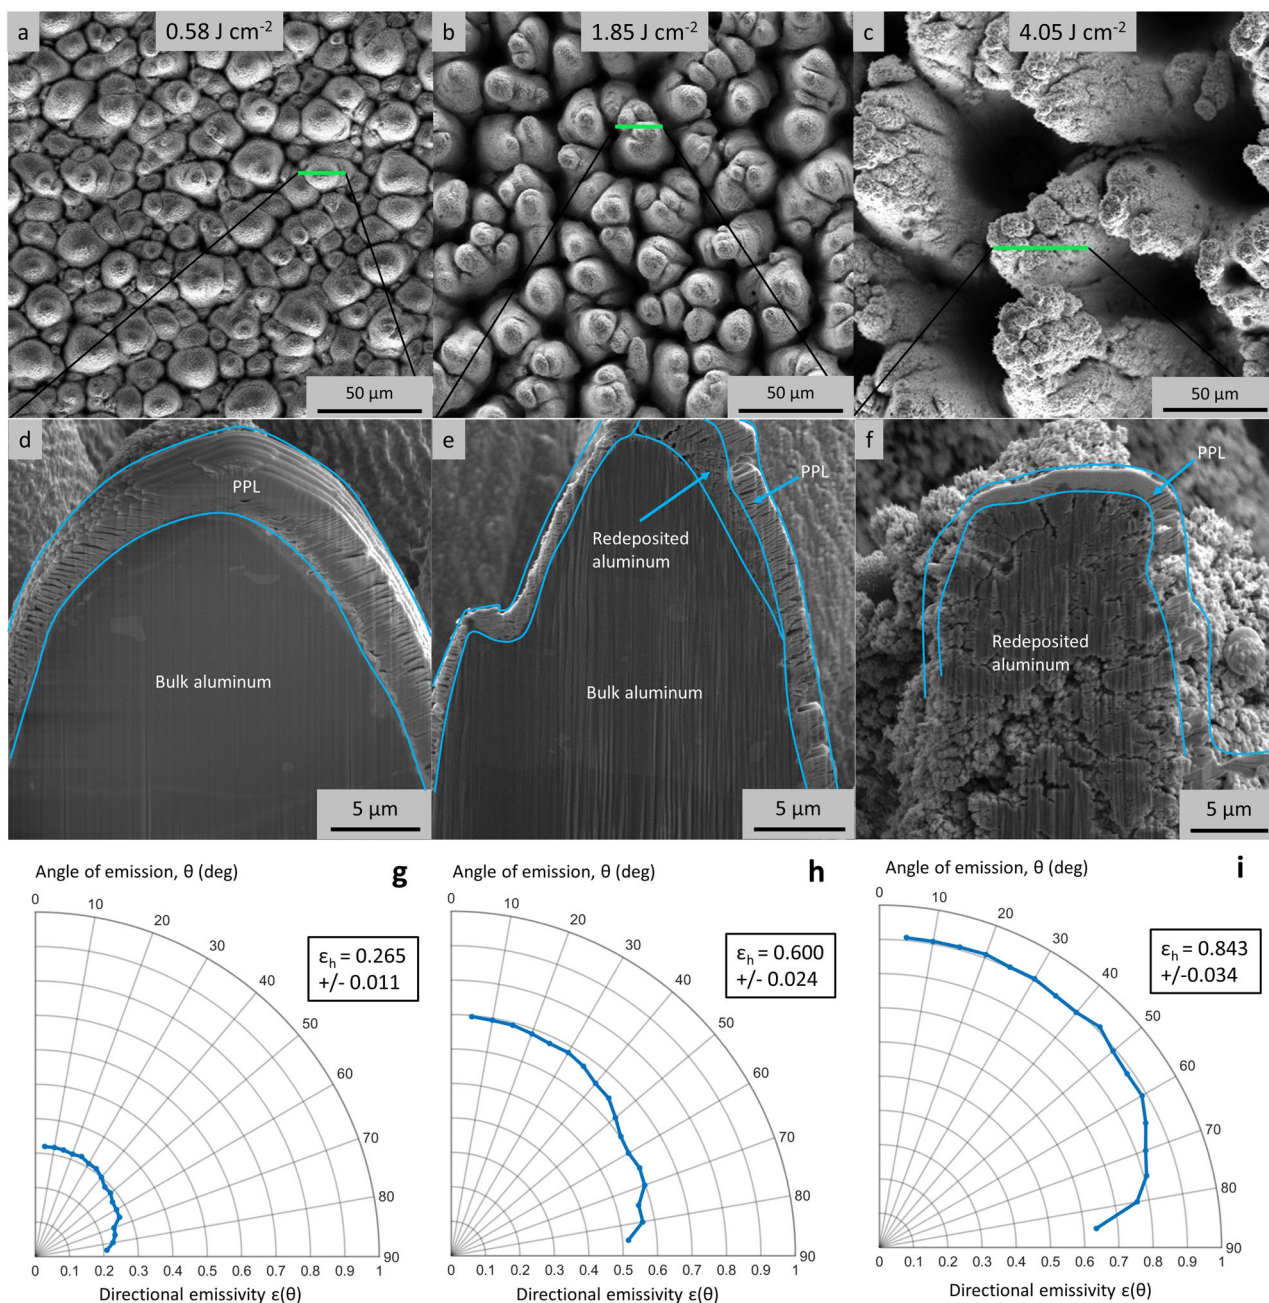 a
0.58 J cm⁻²
b
1.85 J cm⁻²
c
4.05 J cm⁻²
50 µm
50 µm
50 µm
d
PPL
Bulk aluminum
5 µm
e
PPL
Redeposited
aluminum
Bulk aluminum
5 µm
f
PPL
Redeposited
aluminum
5 µm
Angle of emission, θ (deg)
g
0
10
20
30
40
50
60
70
80
90
εh = 0.265
+/- 0.011
0 0.1 0.2 0.3 0.4 0.5 0.6 0.7 0.8 0.9 1
Directional emissivity ε(θ)
Angle of emission, θ (deg)
h
0
10
20
30
40
50
60
70
80
90
εh = 0.600
+/- 0.024
0 0.1 0.2 0.3 0.4 0.5 0.6 0.7 0.8 0.9 1
Directional emissivity ε(θ)
Angle of emission, θ (deg)
i
0
10
20
30
40
50
60
70
80
90
εh = 0.843
+/-0.034
0 0.1 0.2 0.3 0.4 0.5 0.6 0.7 0.8 0.9 1
Directional emissivity ε(θ)